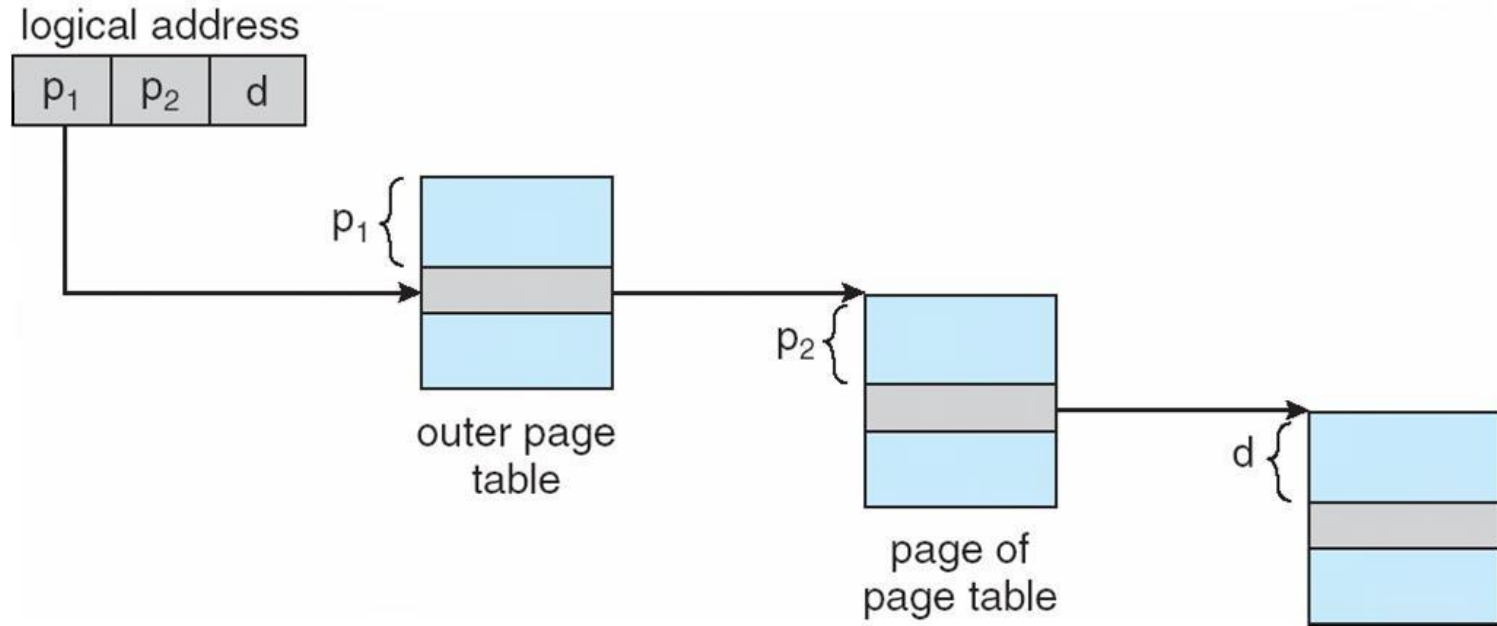 logical address
p₁ p₂ d
p₁
outer page
table
p₂
page of
page table
d